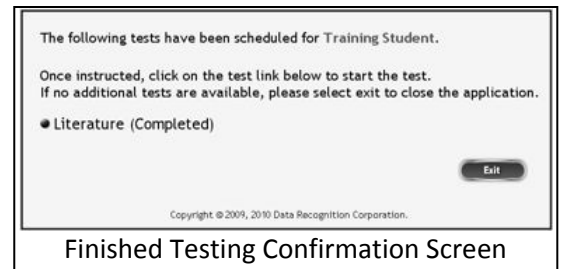 The following tests have been scheduled for Training Student.
Once instructed, click on the test link below to start the test.
If no additional tests are available, please select exit to close the application.
Literature (Completed)
Exit
Copyright @ 2009, 2010 Data Recognition Corporation.
Finished Testing Confirmation Screen